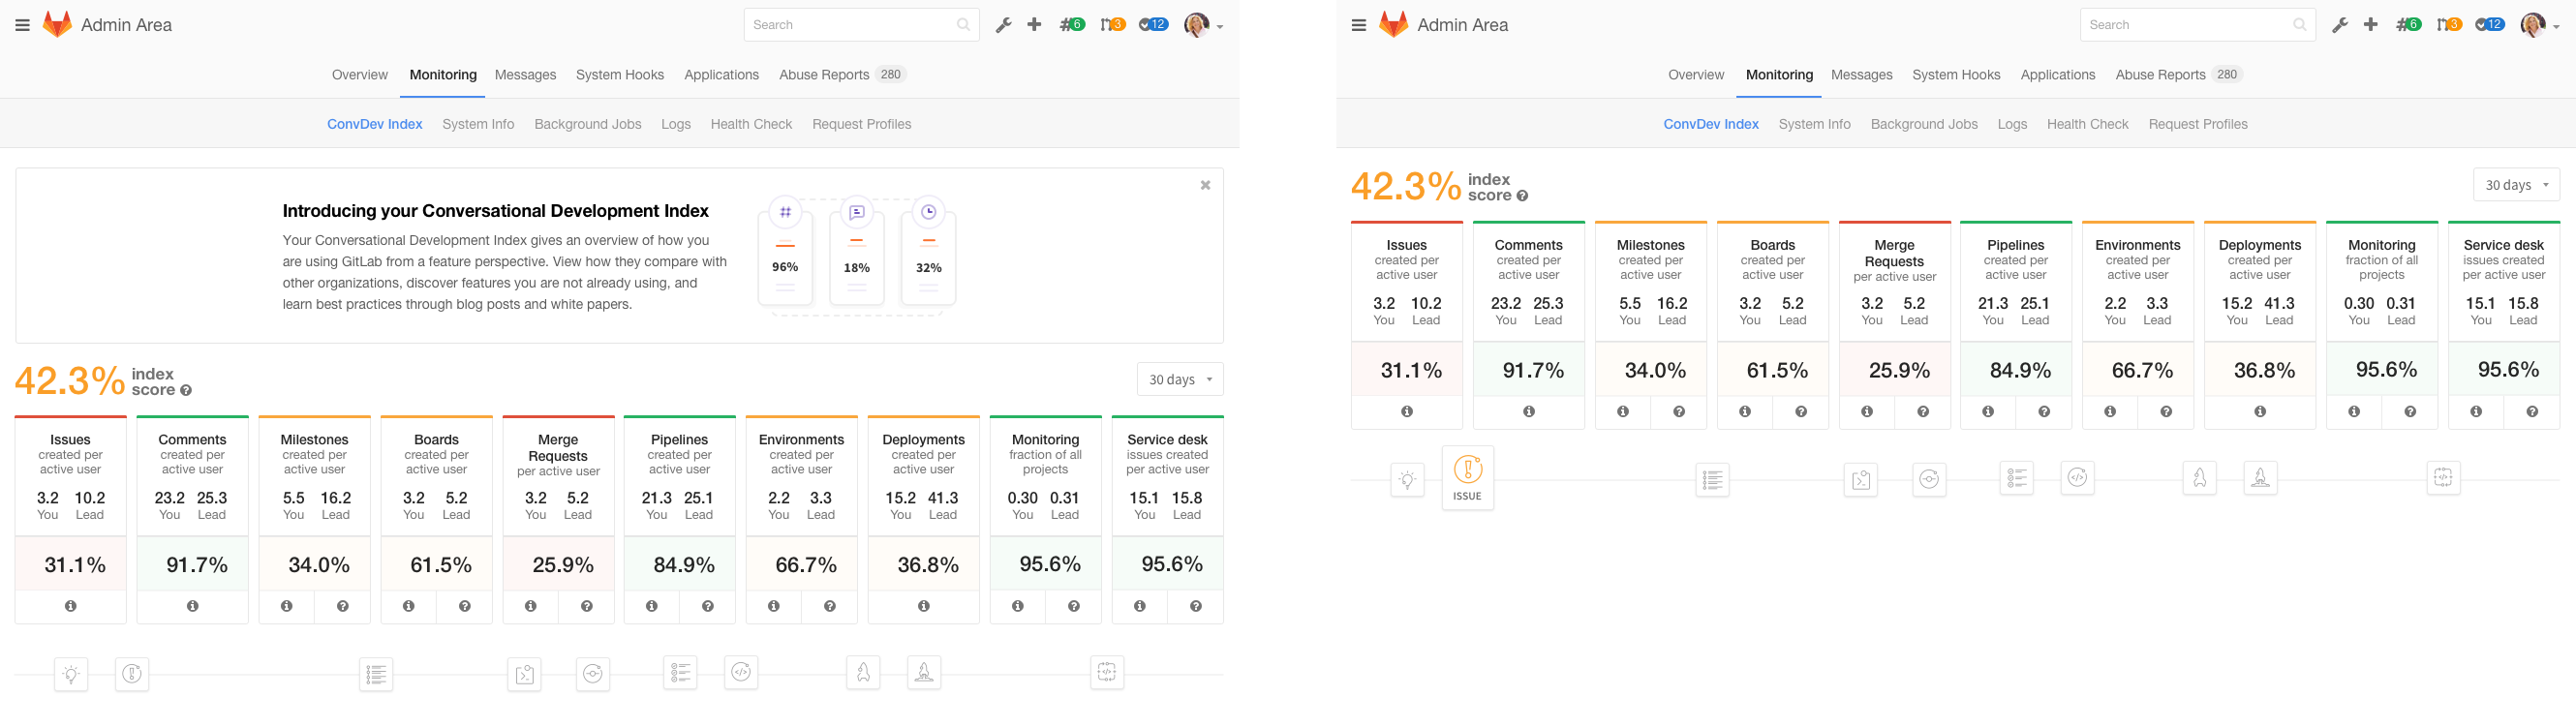 Admin Area
Search
6
3
12
Overview Monitoring Messages System Hooks Applications Abuse Reports 280
ConvDev Index System Info Background Jobs Logs Health Check Request Profiles
Introducing your Conversational Development Index
Your Conversational Development Index gives an overview of how you
are using GitLab from a feature perspective. View how they compare with
other organizations, discover features you are not already using, and
learn best practices through blog posts and white papers.
96%
18%
32%
42.3% index
score
30 days
Issues
created per
active user
3.2 10.2
You Lead
31.1%
Comments
created per
active user
23.2 25.3
You Lead
91.7%
Milestones
created per
active user
5.5 16.2
You Lead
34.0%
Boards
created per
active user
3.2 5.2
You Lead
61.5%
Merge
Requests
per active user
3.2 5.2
You Lead
25.9%
Pipelines
created per
active user
21.3 25.1
You Lead
84.9%
Environments
created per
active user
2.2 3.3
You Lead
66.7%
Deployments
created per
active user
15.2 41.3
You Lead
36.8%
Monitoring
fraction of all
projects
0.30 0.31
You Lead
95.6%
Service desk
issues created
per active user
15.1 15.8
You Lead
95.6%
Admin Area
Search
6
3
12
Overview Monitoring Messages System Hooks Applications Abuse Reports 280
ConvDev Index System Info Background Jobs Logs Health Check Request Profiles
42.3% index
score
30 days
Issues
created per
active user
3.2 10.2
You Lead
31.1%
Comments
created per
active user
23.2 25.3
You Lead
91.7%
Milestones
created per
active user
5.5 16.2
You Lead
34.0%
Boards
created per
active user
3.2 5.2
You Lead
61.5%
Merge
Requests
per active user
3.2 5.2
You Lead
25.9%
Pipelines
created per
active user
21.3 25.1
You Lead
84.9%
Environments
created per
active user
2.2 3.3
You Lead
66.7%
Deployments
created per
active user
15.2 41.3
You Lead
36.8%
Monitoring
fraction of all
projects
0.30 0.31
You Lead
95.6%
Service desk
issues created
per active user
15.1 15.8
You Lead
95.6%
ISSUE